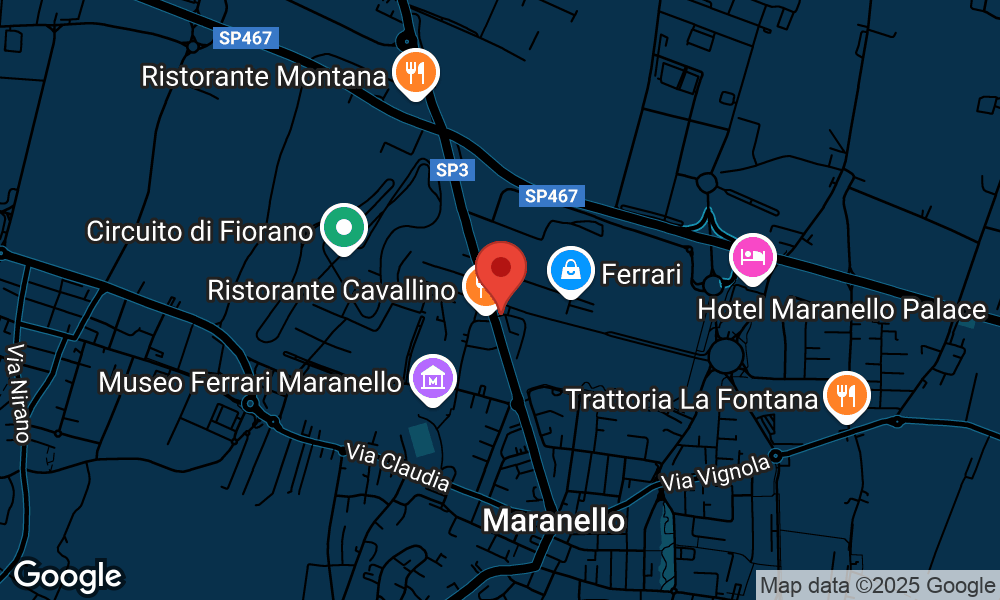 SP467
Ristorante Montana
SP3
SP467
Circuito di Fiorano
Ferrari
Ristorante Cavallino
Hotel Maranello Palace
Via Nirano
Museo Ferrari Maranello
Trattoria La Fontana
Via Claudia
Via Vignola
Maranello
Google
Map data ©2025 Google